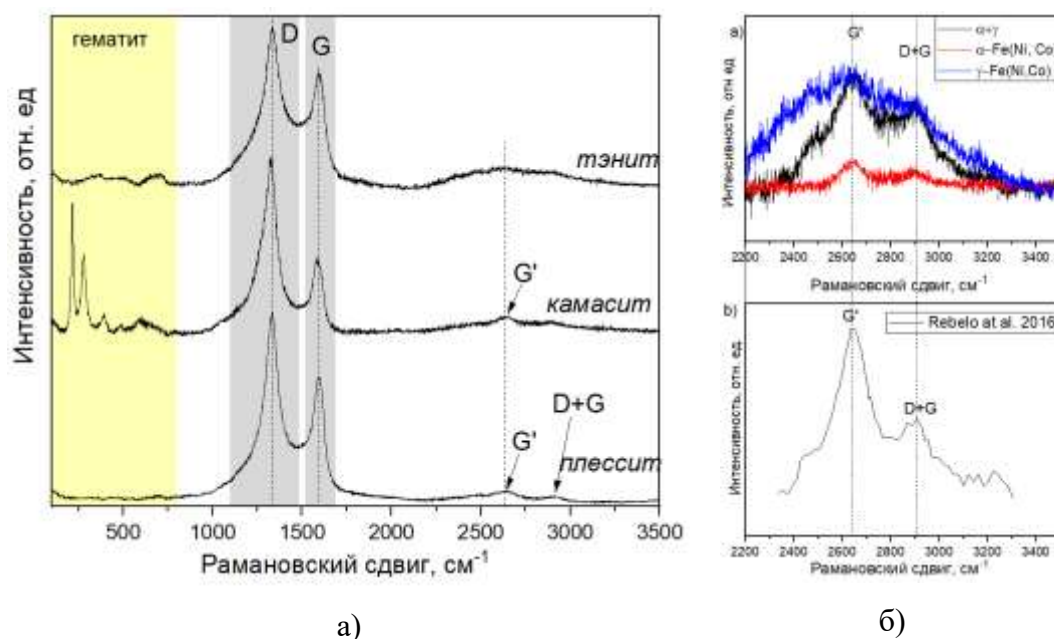 гематит
D
G
тэнит
G'
камасит
D+G
G'
плессит
Интенсивность, отн. ед
500 1000 1500 2000 2500 3000 3500
Рамановский сдвиг, см⁻¹
а)
a)
G'
D+G
α+γ
α–Fe(Ni, Co)
γ–Fe(Ni,Co)
Интенсивность, отн ед
2200 2400 2600 2800 3000 3200 3400
Рамановский сдвиг, см⁻¹
b)
G'
Rebelo at al. 2016
D+G
Интенсивность, отн. ед
2200 2400 2600 2800 3000 3200 3400
Рамановский сдвиг, см⁻¹
б)